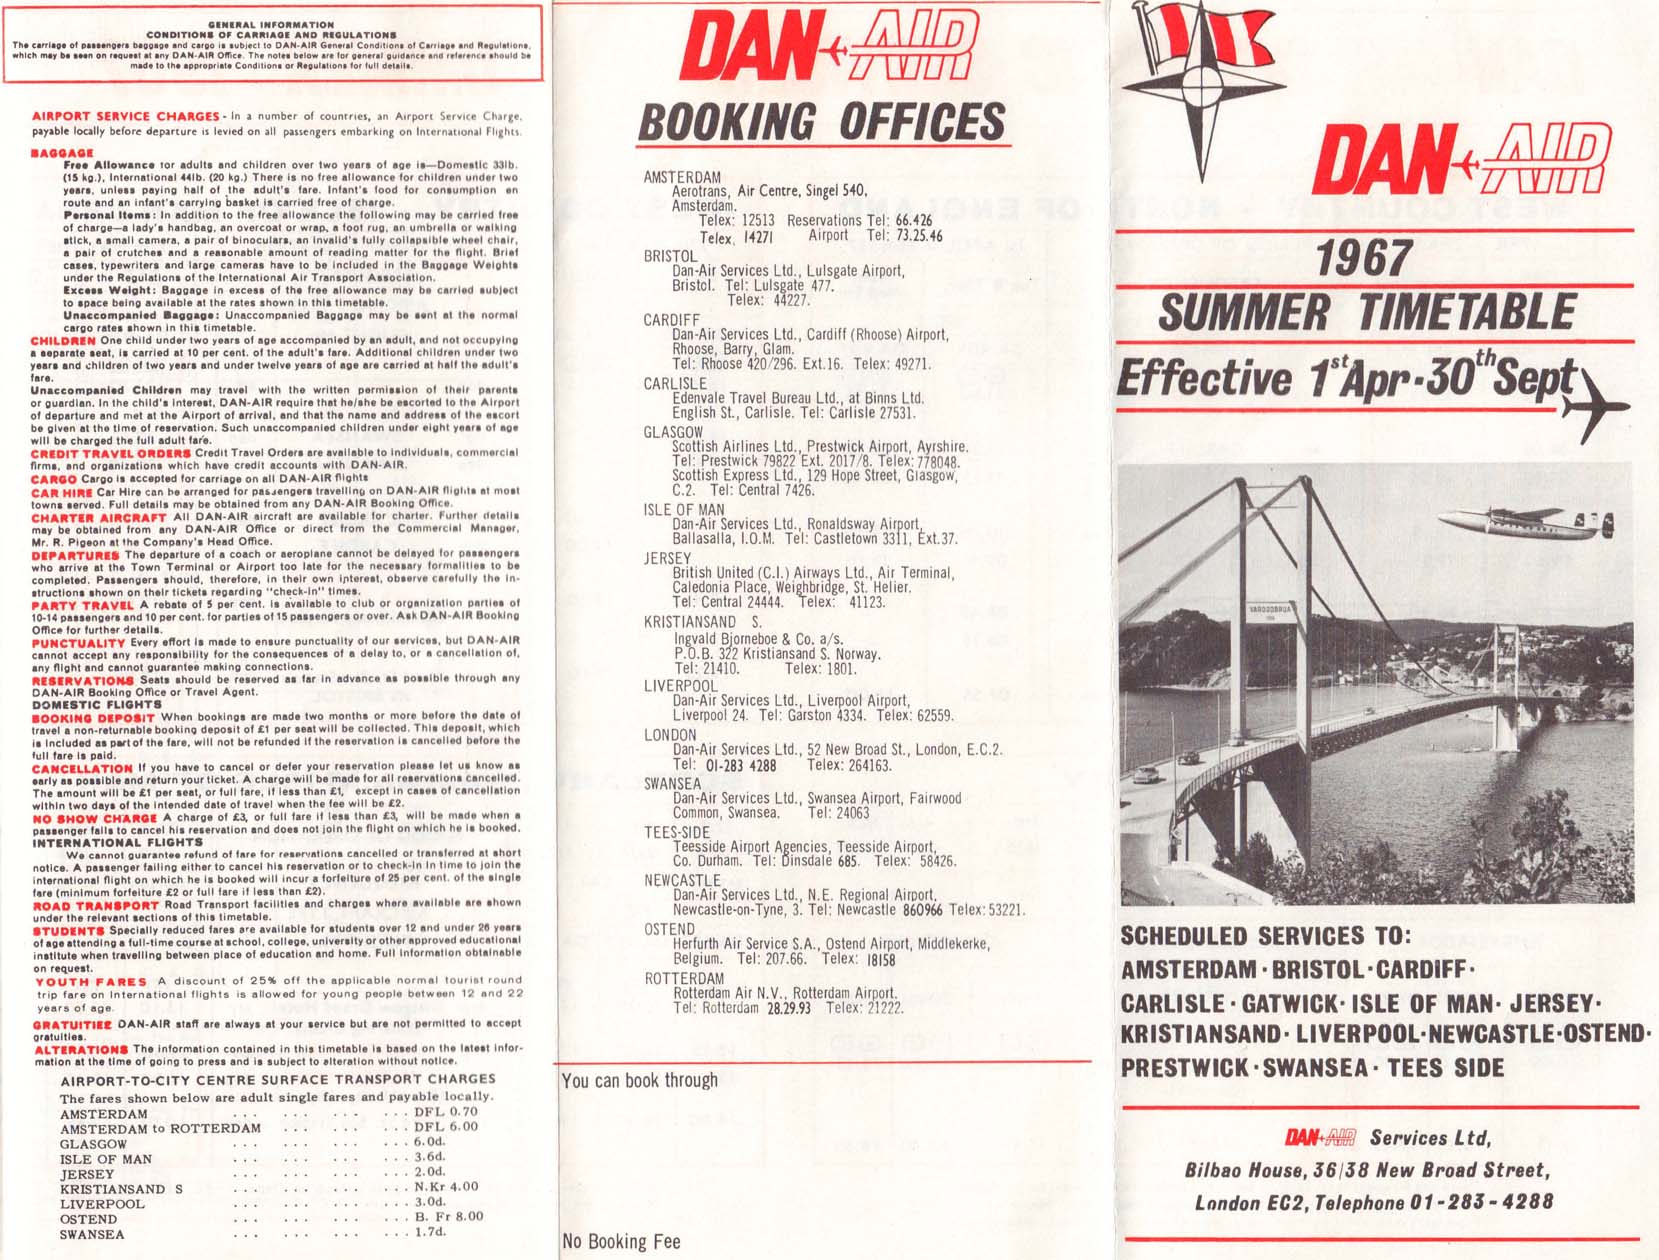 GENERAL INFORMATION
CONDITIONS OF CARRIAGE AND REGULATIONS
The carriage of passengers baggage and cargo is subject to DAN-AIR General Conditions of Carriage and Regulations,
which may be seen on request at any DAN-AIR Office. The notes below are for general guidance and reference should be
made to the appropriate Conditions or Regulations for full details.
AIRPORT SERVICE CHARGES - In a number of countries, an Airport Service Charge,
payable locally before departure is levied on all passengers embarking on International Flights.
BAGGAGE
Free Allowance for adults and children over two years of age is—Domestic 33lb.
(15 kg.), International 44lb. (20 kg.) There is no free allowance for children under two
years, unless paying half of the adult's fare. Infant's food for consumption en
route and an infant's carrying basket is carried free of charge.
Personal Items: In addition to the free allowance the following may be carried free
of charge—a lady's handbag, an overcoat or wrap, a foot rug, an umbrella or walking
stick, a small camera, a pair of binoculars, an invalid's fully collapsible wheel chair,
a pair of crutches and a reasonable amount of reading matter for the flight. Brief
cases, typewriters and large cameras have to be included in the Baggage Weights
under the Regulations of the International Air Transport Association.
Excess Weight: Baggage in excess of the free allowance may be carried subject
to space being available at the rates shown in this timetable.
Unaccompanied Baggage: Unaccompanied Baggage may be sent at the normal
cargo rates shown in this timetable.
CHILDREN One child under two years of age accompanied by an adult, and not occupying
a separate seat, is carried at 10 per cent. of the adult's fare. Additional children under two
years and children of two years and under twelve years of age are carried at half the adult's
fare.
Unaccompanied Children may travel with the written permission of their parents
or guardian. In the child's interest, DAN-AIR require that he/she be escorted to the Airport
of departure and met at the Airport of arrival, and that the name and address of the escort
be given at the time of reservation. Such unaccompanied children under eight years of age
will be charged the full adult fare.
CREDIT TRAVEL ORDERS Credit Travel Orders are available to individuals, commercial
firms, and organizations which have credit accounts with DAN-AIR.
CARGO Cargo is accepted for carriage on all DAN-AIR flights
CAR HIRE Car Hire can be arranged for passengers travelling on DAN-AIR flights at most
towns served. Full details may be obtained from any DAN-AIR Booking Office.
CHARTER AIRCRAFT All DAN-AIR aircraft are available for charter. Further details
may be obtained from any DAN-AIR Office or direct from the Commercial Manager,
Mr. R. Pigeon at the Company's Head Office.
DEPARTURES The departure of a coach or aeroplane cannot be delayed for passengers
who arrive at the Town Terminal or Airport too late for the necessary formalities to be
completed. Passengers should, therefore, in their own interest, observe carefully the in-
structions shown on their tickets regarding "check-in" times.
PARTY TRAVEL A rebate of 5 per cent. is available to club or organization parties of
10-14 passengers and 10 per cent. for parties of 15 passengers or over. Ask DAN-AIR Booking
Office for further details.
PUNCTUALITY Every effort is made to ensure punctuality of our services, but DAN-AIR
cannot accept any responsibility for the consequences of a delay to, or a cancellation of,
any flight and cannot guarantee making connections.
RESERVATIONS Seats should be reserved as far in advance as possible through any
DAN-AIR Booking Office or Travel Agent.
DOMESTIC FLIGHTS
BOOKING DEPOSIT When bookings are made two months or more before the date of
travel a non-returnable booking deposit of £1 per seat will be collected. This deposit, which
is included as part of the fare, will not be refunded if the reservation is cancelled before the
full fare is paid.
CANCELLATION If you have to cancel or defer your reservation please let us know as
early as possible and return your ticket. A charge will be made for all reservations cancelled.
The amount will be £1 per seat, or full fare, if less than £1, except in cases of cancellation
within two days of the intended date of travel when the fee will be £2.
NO SHOW CHARGE A charge of £3, or full fare if less than £3, will be made when a
passenger fails to cancel his reservation and does not join the flight on which he is booked.
INTERNATIONAL FLIGHTS
We cannot guarantee refund of fare for reservations cancelled or transferred at short
notice. A passenger failing either to cancel his reservation or to check-in in time to join the
international flight on which he is booked will incur a forfeiture of 25 per cent. of the single
fare (minimum forfeiture £2 or full fare if less than £2).
ROAD TRANSPORT Road Transport facilities and charges where available are shown
under the relevant sections of this timetable.
STUDENTS Specially reduced fares are available for students over 12 and under 26 years
of age attending a full-time course at school, college, university or other approved educational
institute when travelling between place of education and home. Full information obtainable
on request.
YOUTH FARES A discount of 25% off the applicable normal tourist round
trip fare on International flights is allowed for young people between 12 and 22
years of age.
GRATUITIES DAN-AIR staff are always at your service but are not permitted to accept
gratuities.
ALTERATIONS The information contained in this timetable is based on the latest infor-
mation at the time of going to press and is subject to alteration without notice.
AIRPORT-TO-CITY CENTRE SURFACE TRANSPORT CHARGES
The fares shown below are adult single fares and payable locally.
AMSTERDAM ... ... ... ... DFL 0.70
AMSTERDAM to ROTTERDAM ... ... ... DFL 6.00
GLASGOW ... ... ... ... 6.0d.
ISLE OF MAN ... ... ... ... 3.6d.
JERSEY ... ... ... ... 2.0d.
KRISTIANSAND S ... ... ... ... N.Kr 4.00
LIVERPOOL ... ... ... ... 3.0d.
OSTEND ... ... ... ... B. Fr 8.00
SWANSEA ... ... ... ... 1.7d.
DAN AIR
BOOKING OFFICES
AMSTERDAM
Aerotrans, Air Centre, Singel 540,
Amsterdam.
Telex: 12513 Reservations Tel: 66.426
Telex. 14271 Airport Tel: 73.25.46
BRISTOL
Dan-Air Services Ltd., Lulsgate Airport,
Bristol. Tel: Lulsgate 477.
Telex: 44227.
CARDIFF
Dan-Air Services Ltd., Cardiff (Rhoose) Airport,
Rhoose, Barry, Glam.
Tel: Rhoose 420/296. Ext.16. Telex: 49271.
CARLISLE
Edenvale Travel Bureau Ltd., at Binns Ltd.
English St., Carlisle. Tel: Carlisle 27531.
GLASGOW
Scottish Airlines Ltd., Prestwick Airport, Ayrshire.
Tel: Prestwick 79822 Ext. 2017/8. Telex: 778048.
Scottish Express Ltd., 129 Hope Street, Glasgow,
C.2. Tel: Central 7426.
ISLE OF MAN
Dan-Air Services Ltd., Ronaldsway Airport,
Ballasalla, I.O.M. Tel: Castletown 3311, Ext.37.
JERSEY
British United (C.I.) Airways Ltd., Air Terminal,
Caledonia Place, Weighbridge, St. Helier.
Tel: Central 24444. Telex: 41123.
KRISTIANSAND S.
Ingvald Bjorneboe & Co. a/s.
P.O.B. 322 Kristiansand S. Norway.
Tel: 21410. Telex: 1801.
LIVERPOOL
Dan-Air Services Ltd., Liverpool Airport,
Liverpool 24. Tel: Garston 4334. Telex: 62559.
LONDON
Dan-Air Services Ltd., 52 New Broad St., London, E.C.2.
Tel: 01-283 4288 Telex: 264163.
SWANSEA
Dan-Air Services Ltd., Swansea Airport, Fairwood
Common, Swansea. Tel: 24063
TEES-SIDE
Teesside Airport Agencies, Teesside Airport,
Co. Durham. Tel: Dinsdale 685. Telex: 58426.
NEWCASTLE
Dan-Air Services Ltd., N.E. Regional Airport,
Newcastle-on-Tyne, 3. Tel: Newcastle 860966 Telex: 53221.
OSTEND
Herfurth Air Service S.A., Ostend Airport, Middlekerke,
Belgium. Tel: 207.66. Telex: 18158
ROTTERDAM
Rotterdam Air N.V., Rotterdam Airport.
Tel: Rotterdam 28.29.93 Telex: 21222.
You can book through
No Booking Fee
DAN AIR
1967
SUMMER TIMETABLE
Effective 1st Apr-30th Sept
VARODDBRUA
SCHEDULED SERVICES TO:
AMSTERDAM · BRISTOL · CARDIFF ·
CARLISLE · GATWICK · ISLE OF MAN · JERSEY ·
KRISTIANSAND · LIVERPOOL · NEWCASTLE · OSTEND ·
PRESTWICK · SWANSEA · TEES SIDE
DAN AIR Services Ltd,
Bilbao House, 36/38 New Broad Street,
London EC2, Telephone 01-283-4288